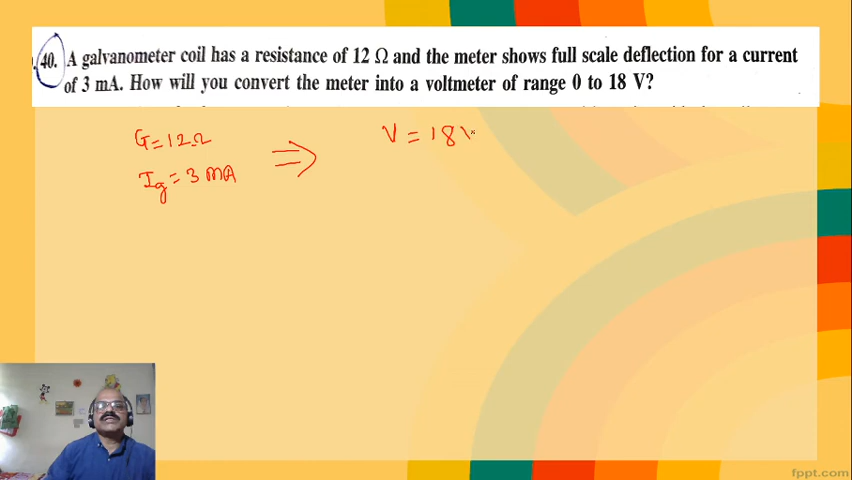 40. A galvanometer coil has a resistance of 12 Ω and the meter shows full scale deflection for a current
of 3 mA. How will you convert the meter into a voltmeter of range 0 to 18 V?
G = 12Ω
V = 18V
Ig = 3 mA
fppt.com